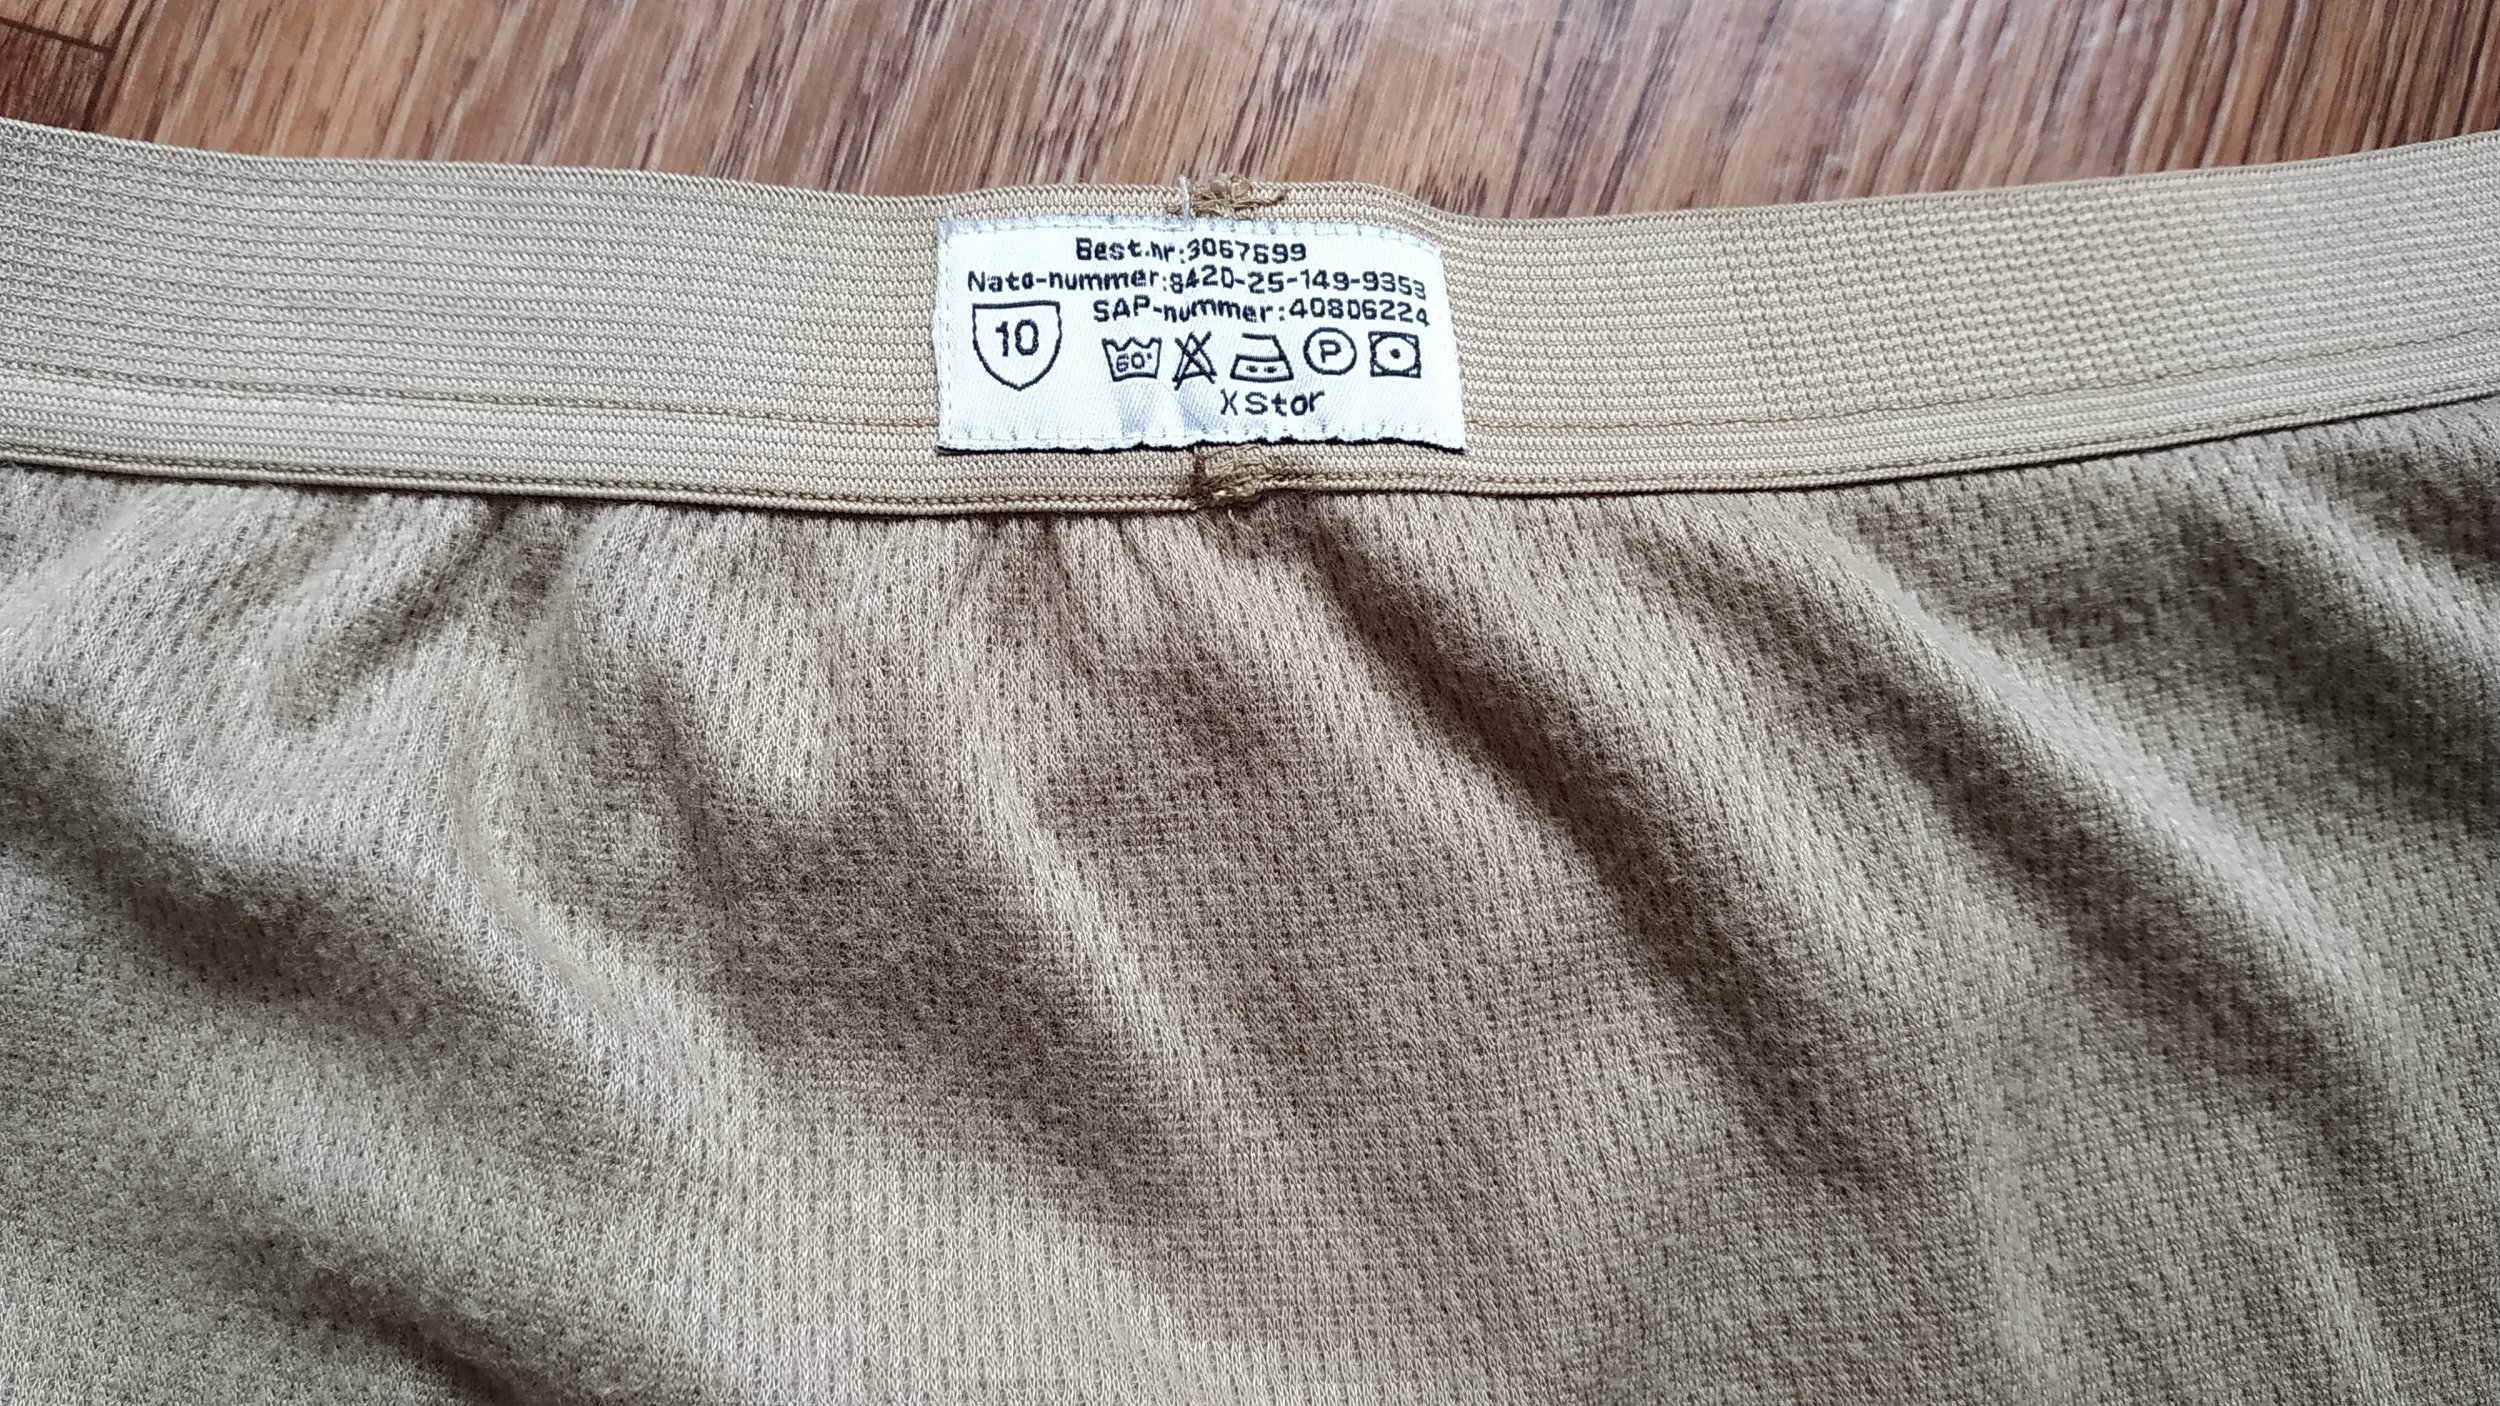 Best.nr:3067699
Nato-nummer:8420-25-149-9353
SAP-nummer:40806224
10
60°
P
X Stor